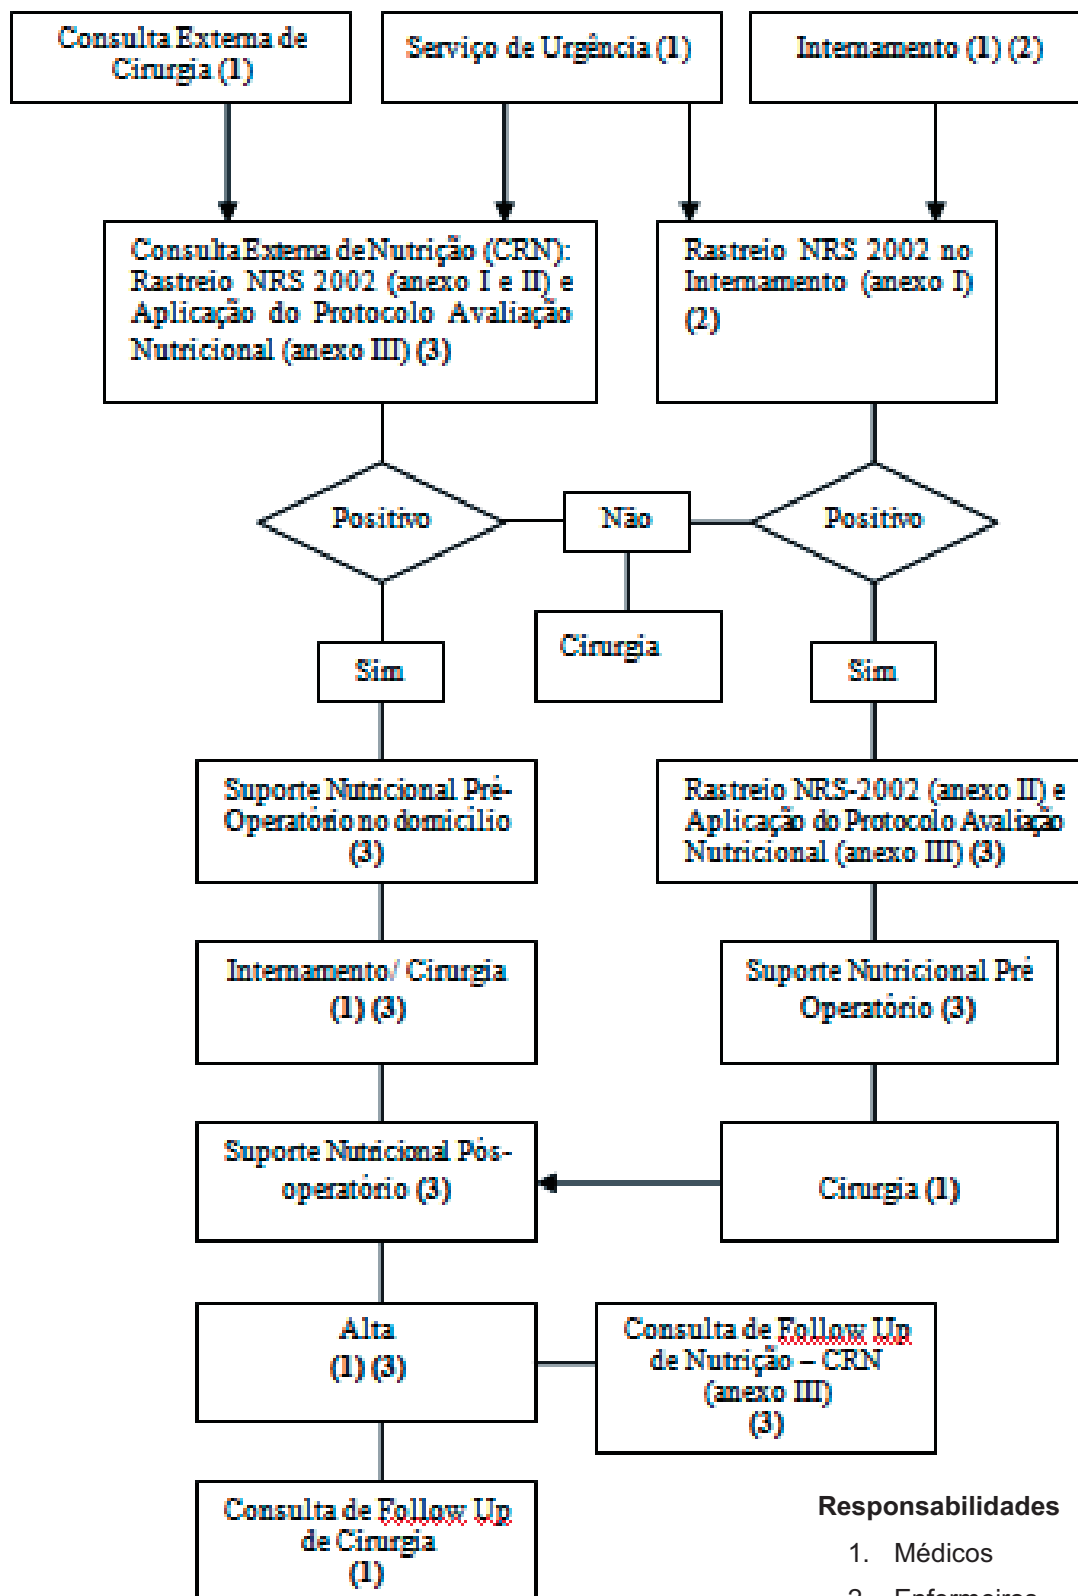 Consulta Externa de
Cirurgia (1)
Serviço de Urgência (1)
Internamento (1) (2)
Consulta Externa de Nutrição (CRN):
Rastreio NRS 2002 (anexo I e II) e
Aplicação do Protocolo Avaliação
Nutricional (anexo III) (3)
Rastreio NRS 2002 no
Internamento (anexo I)
(2)
Positivo
Não
Positivo
Cirurgia
Sim
Sim
Suporte Nutricional Pré-
Operatório no domicílio
(3)
Rastreio NRS-2002 (anexo II) e
Aplicação do Protocolo Avaliação
Nutricional (anexo III) (3)
Internamento/ Cirurgia
(1) (3)
Suporte Nutricional Pré
Operatório (3)
Suporte Nutricional Pós-
operatório (3)
Cirurgia (1)
Alta
(1) (3)
Consulta de Follow Up
de Nutrição – CRN
(anexo III)
(3)
Consulta de Follow Up
de Cirurgia
(1)
Responsabilidades
1. Médicos
2. Enfermeiros